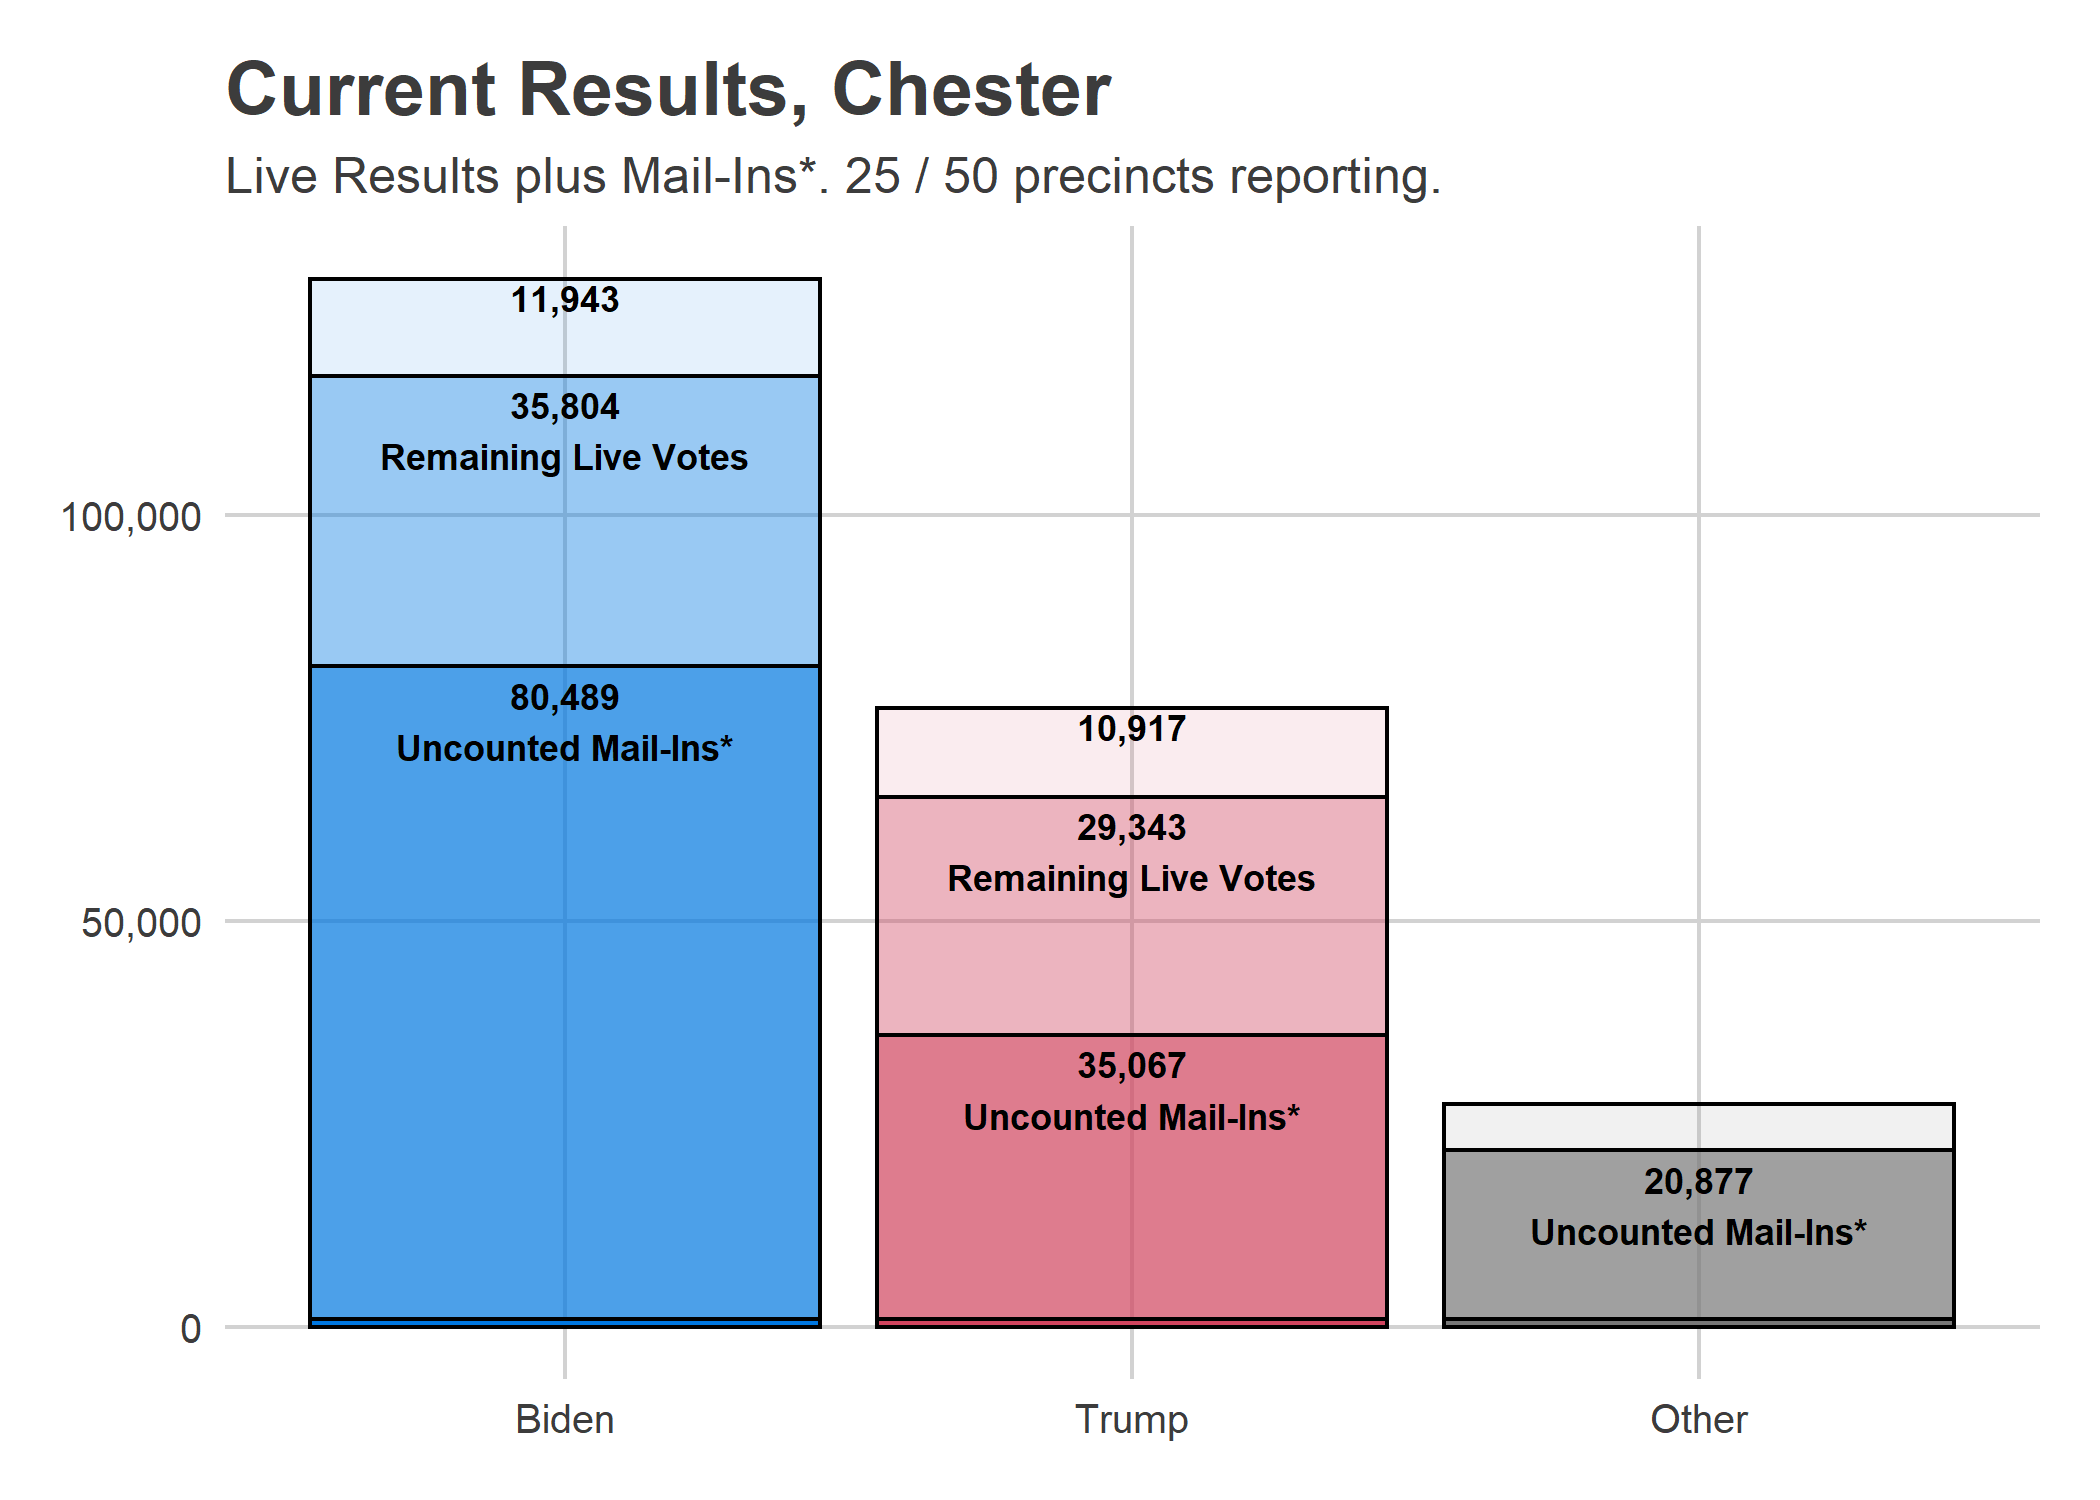 Current Results, Chester
Live Results plus Mail-Ins*. 25 / 50 precincts reporting.
11,943
35,804
Remaining Live Votes
100,000
80,489
Uncounted Mail-Ins*
10,917
29,343
Remaining Live Votes
50,000
35,067
Uncounted Mail-Ins*
20,877
Uncounted Mail-Ins*
0
Biden
Trump
Other